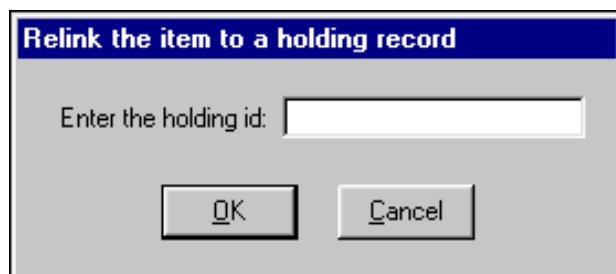 Relink the item to a holding record
Enter the holding id:
OK Cancel